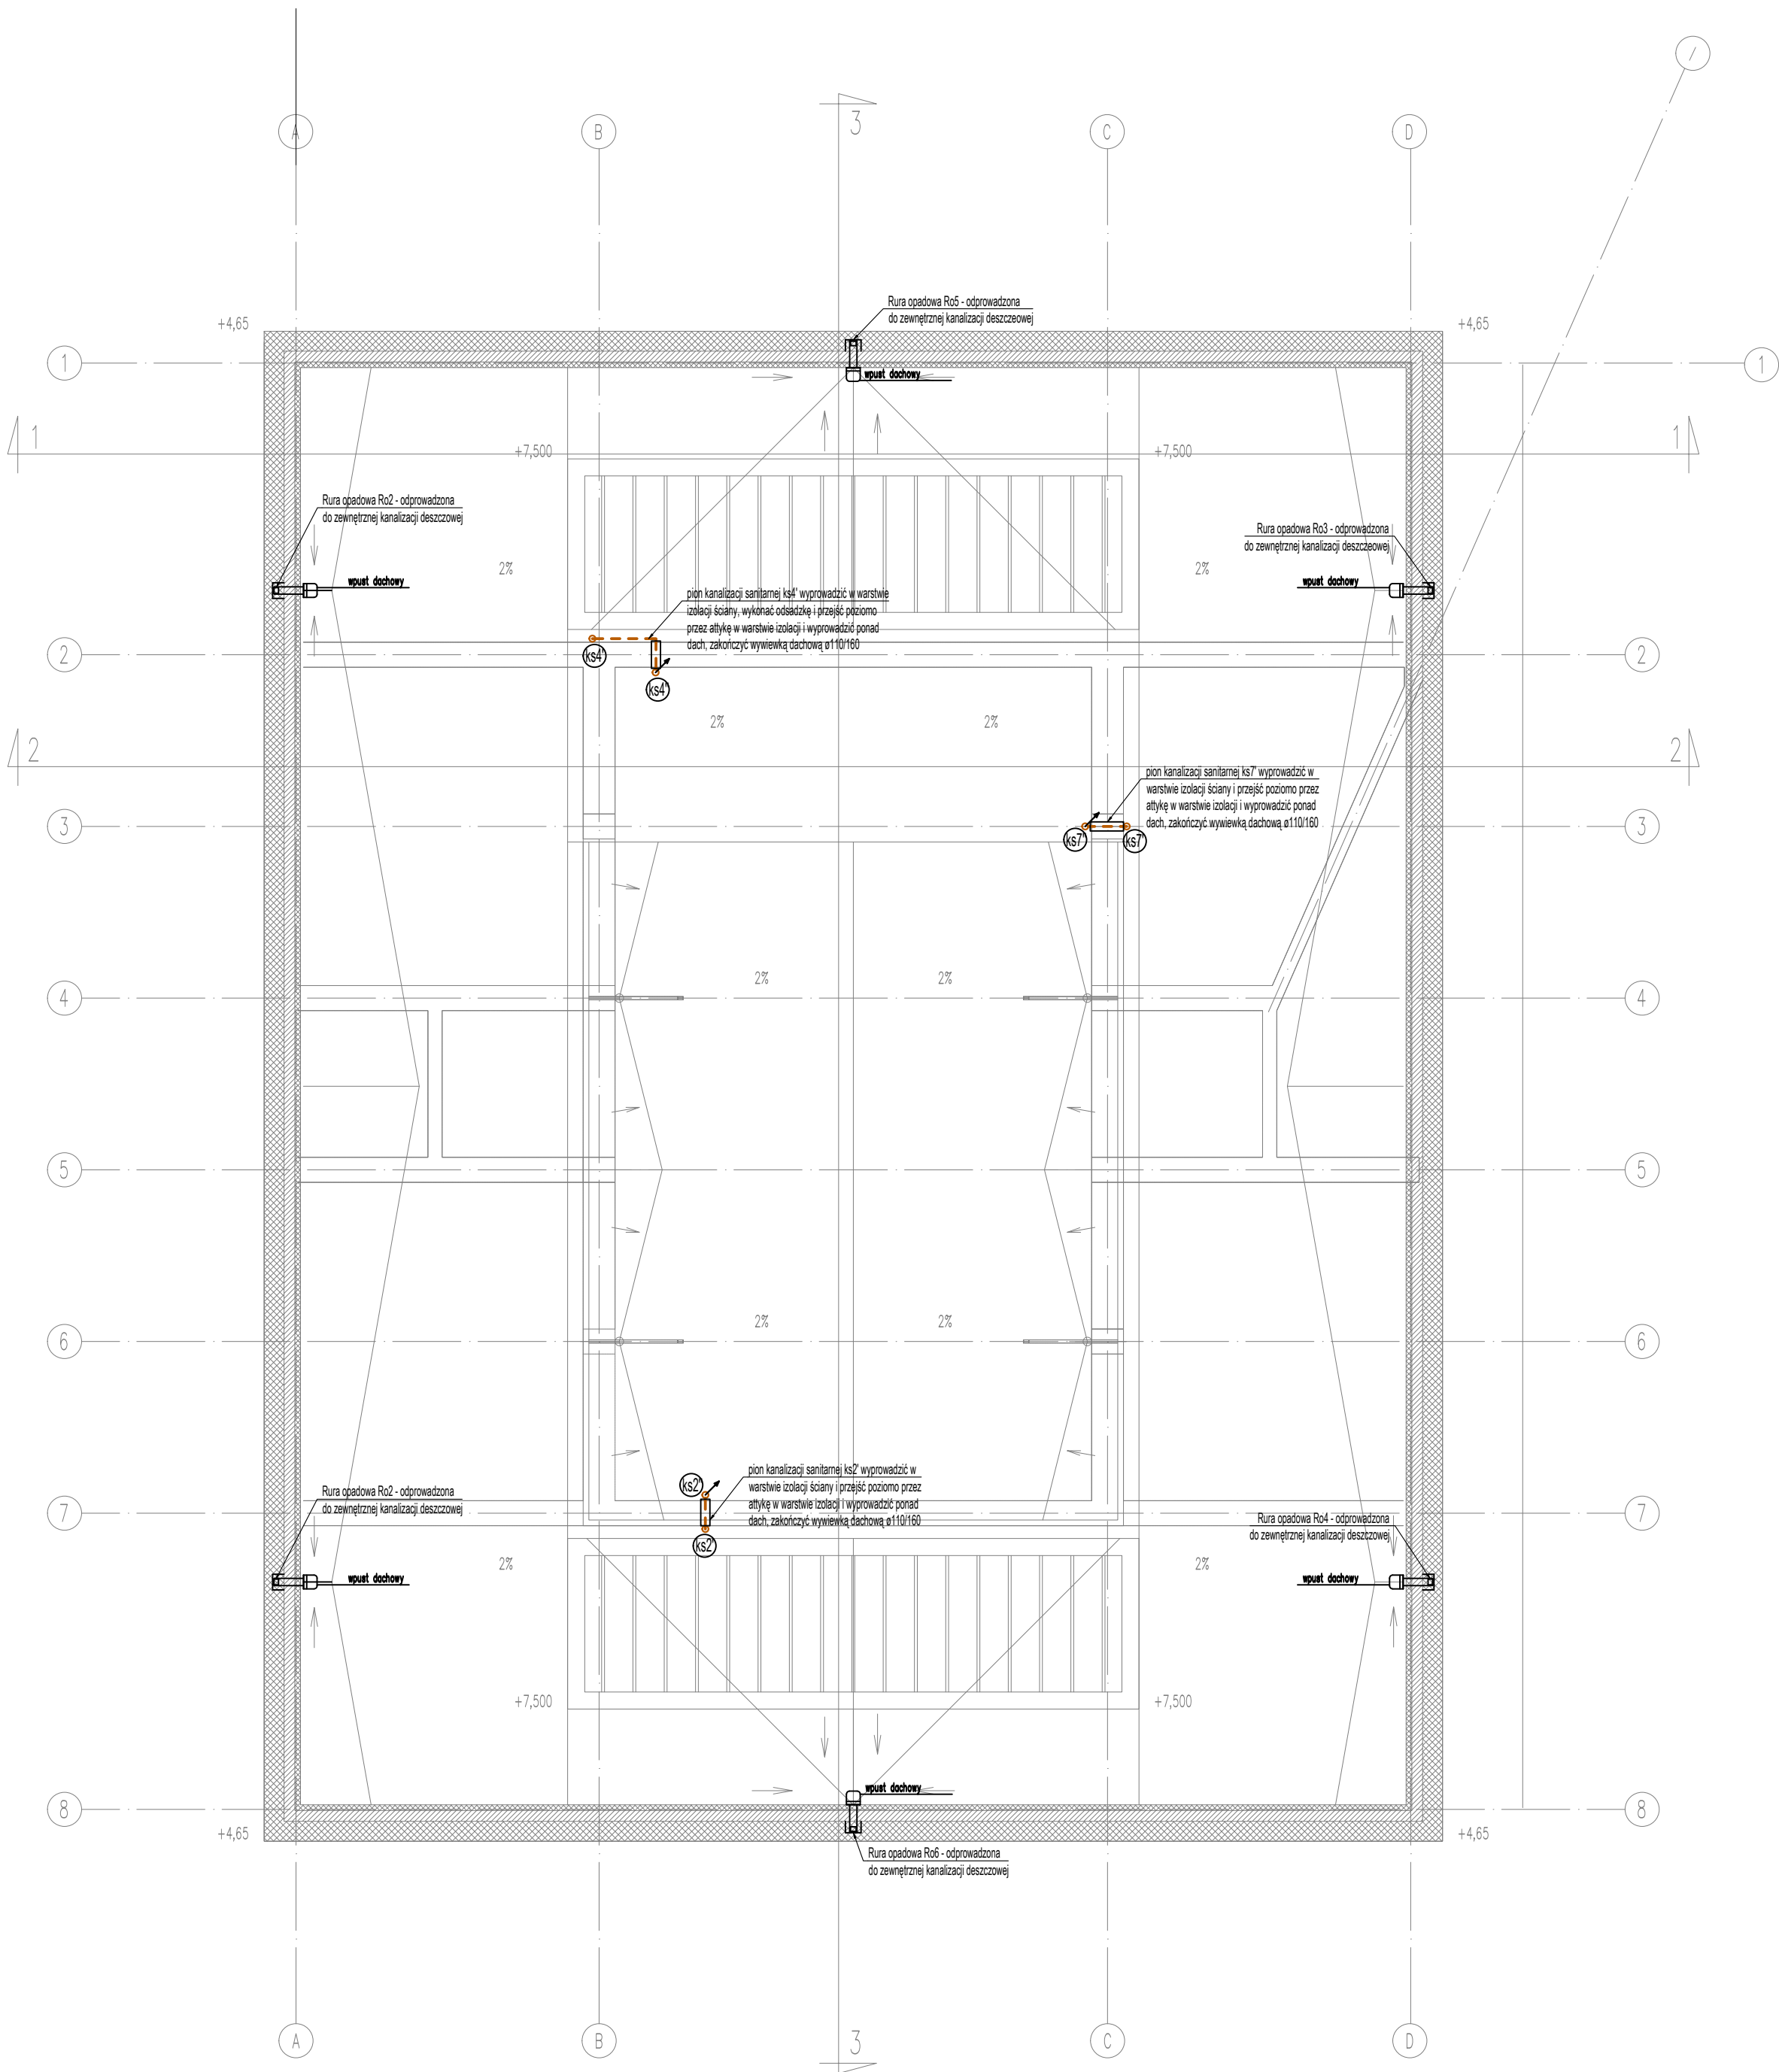 /
A
B
3
C
D
Rura opadowa Ro5 - odprowadzona
do zewnętrznej kanalizacji deszczeowej
+4,65
+4,65
1
1
wpust dachowy
1
+7,500
+7,500
1
Rura opadowa Ro2 - odprowadzona
do zewnętrznej kanalizacji deszczowej
Rura opadowa Ro3 - odprowadzona
do zewnętrznej kanalizacji deszczeowej
2%
2%
wpust dachowy
wpust dachowy
pion kanalizacji sanitarnej ks4' wyprowadzić w warstwie
izolacji ściany, wykonać odsadzkę i przejść poziomo
przez attykę w warstwie izolacji i wyprowadzić ponad
dach, zakończyć wywiewką dachową ø110/160
2
ks4'
2
ks4"
2%
2%
2
2
pion kanalizacji sanitarnej ks7' wyprowadzić w
warstwie izolacji ściany i przejść poziomo przez
attykę w warstwie izolacji i wyprowadzić ponad
dach, zakończyć wywiewką dachową ø110/160
3
3
ks7"
ks7'
2%
2%
4
4
5
5
2%
2%
6
6
pion kanalizacji sanitarnej ks2' wyprowadzić w
warstwie izolacji ściany i przejść poziomo przez
attykę w warstwie izolacji i wyprowadzić ponad
dach, zakończyć wywiewką dachową ø110/160
ks2"
Rura opadowa Ro2 - odprowadzona
do zewnętrznej kanalizacji deszczowej
7
7
Rura opadowa Ro4 - odprowadzona
do zewnętrznej kanalizacji deszczowej
ks2'
2%
2%
wpust dachowy
wpust dachowy
+7,500
+7,500
wpust dachowy
8
8
+4,65
+4,65
Rura opadowa Ro6 - odprowadzona
do zewnętrznej kanalizacji deszczowej
A
B
3
C
D